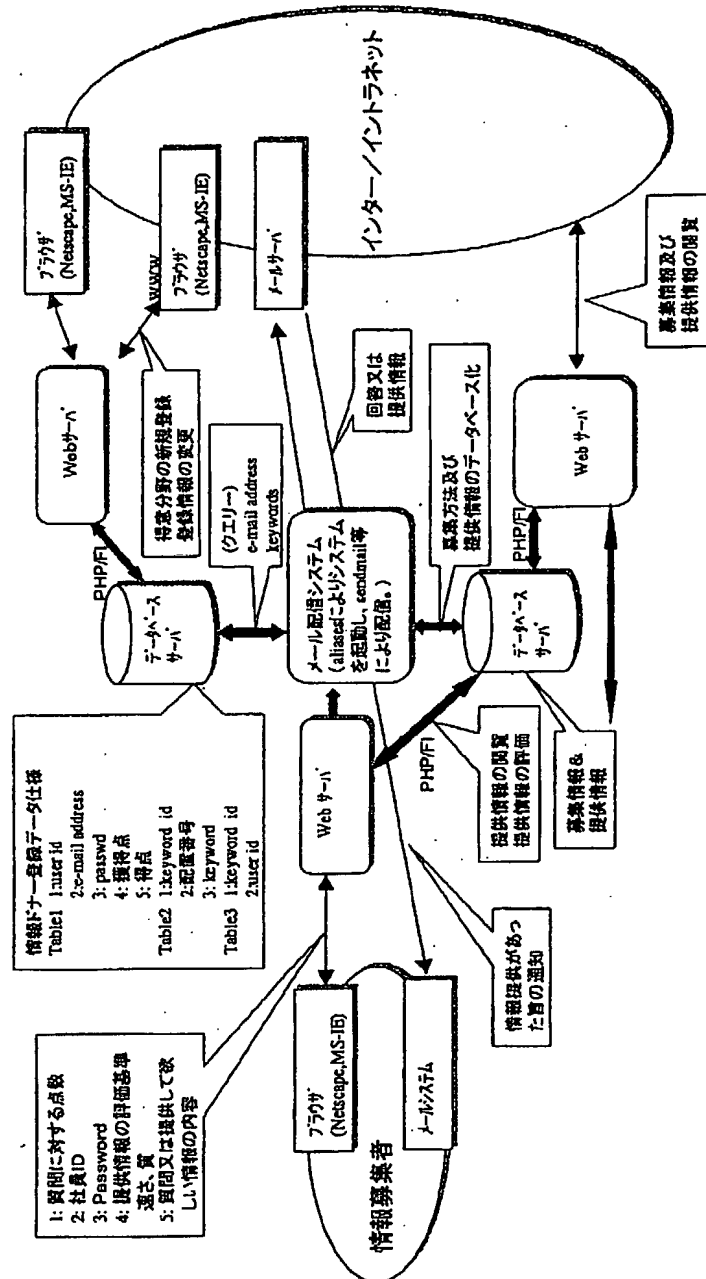 1: 質問に対する点数
2: 社員ID
3: Password
4: 提供情報の評価基準
速さ、質
5: 質問又は提供して欲
しい情報の内容
情報ドナー登録データ仕様
Table1 1:user id
2:e-mail address
3: passwd
4: 獲得点
5: 得点
Table2 1:keyword id
2:配置番号
3: keyword
Table3 1:keyword id
2:user id
データベース
サーバ
PHP/FI
Webサーバ
ブラウザ
(Netscape,MS-IE)
WWW
ブラウザ
(Netscape,MS-IE)
得意分野の新規登録
登録情報の変更
(クエリー)
e-mail address
keywords
メールサーバ
インター/イントラネット
情報募集者
ブラウザ
(Netscape,MS-IE)
メールシステム
Web サーバ
メール配信システム
(aliasesによりシステム
を起動し、sendmail等
により配信。)
回答又は
提供情報
募集方法及び
提供情報のデータベース化
PHP/FI
提供情報の閲覧
提供情報の評価
データベース
サーバ
PHP/FI
Web サーバ
募集情報及び
提供情報の閲覧
募集情報&
提供情報
情報提供があっ
た旨の通知